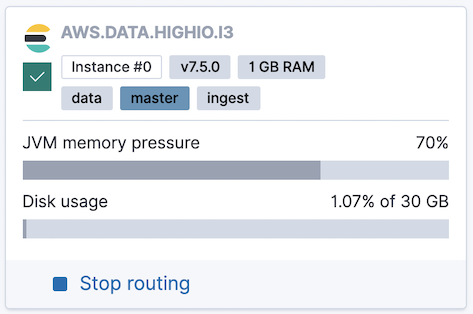 AWS.DATA.HIGHIO.I3
Instance #0 v7.5.0 1 GB RAM
data master ingest
JVM memory pressure 70%
Disk usage 1.07% of 30 GB
Stop routing